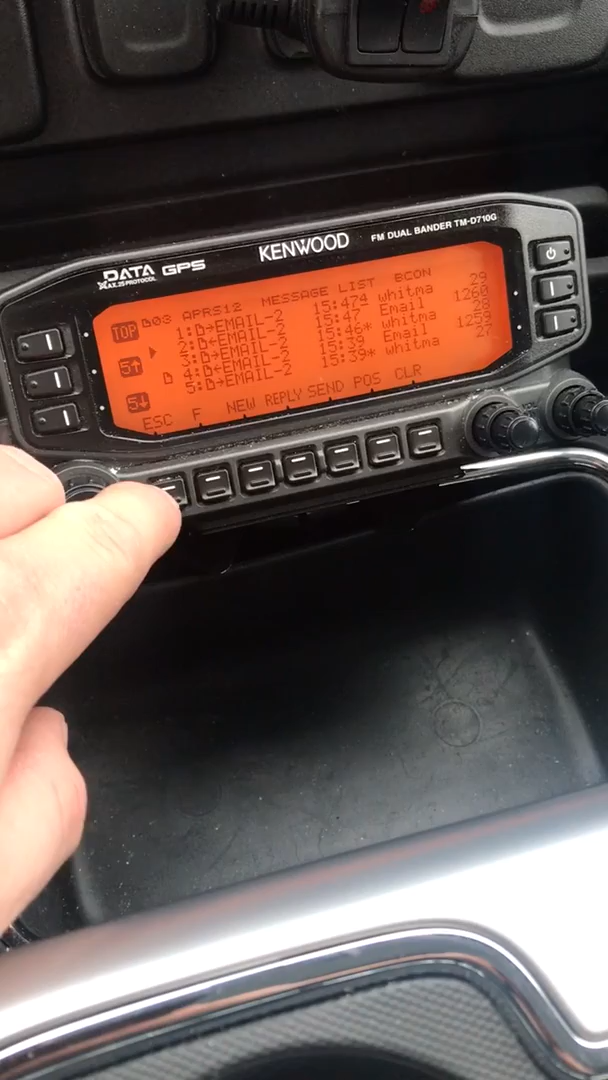 DATA GPS
AX.25 PROTOCOL
KENWOOD
FM DUAL BANDER TM-D710G
APRS12 MESSAGE LIST BCON
TOP
1:D→EMAIL-2 15:47* whitma 29
2:D←EMAIL-2 15:47 Email 1260
3:D→EMAIL-2 15:46* whitma 28
4:D←EMAIL-2 15:39 Email 1259
5:D→EMAIL-2 15:39* whitma 27
5↑
5↓
ESC F NEW REPLY SEND POS CLR